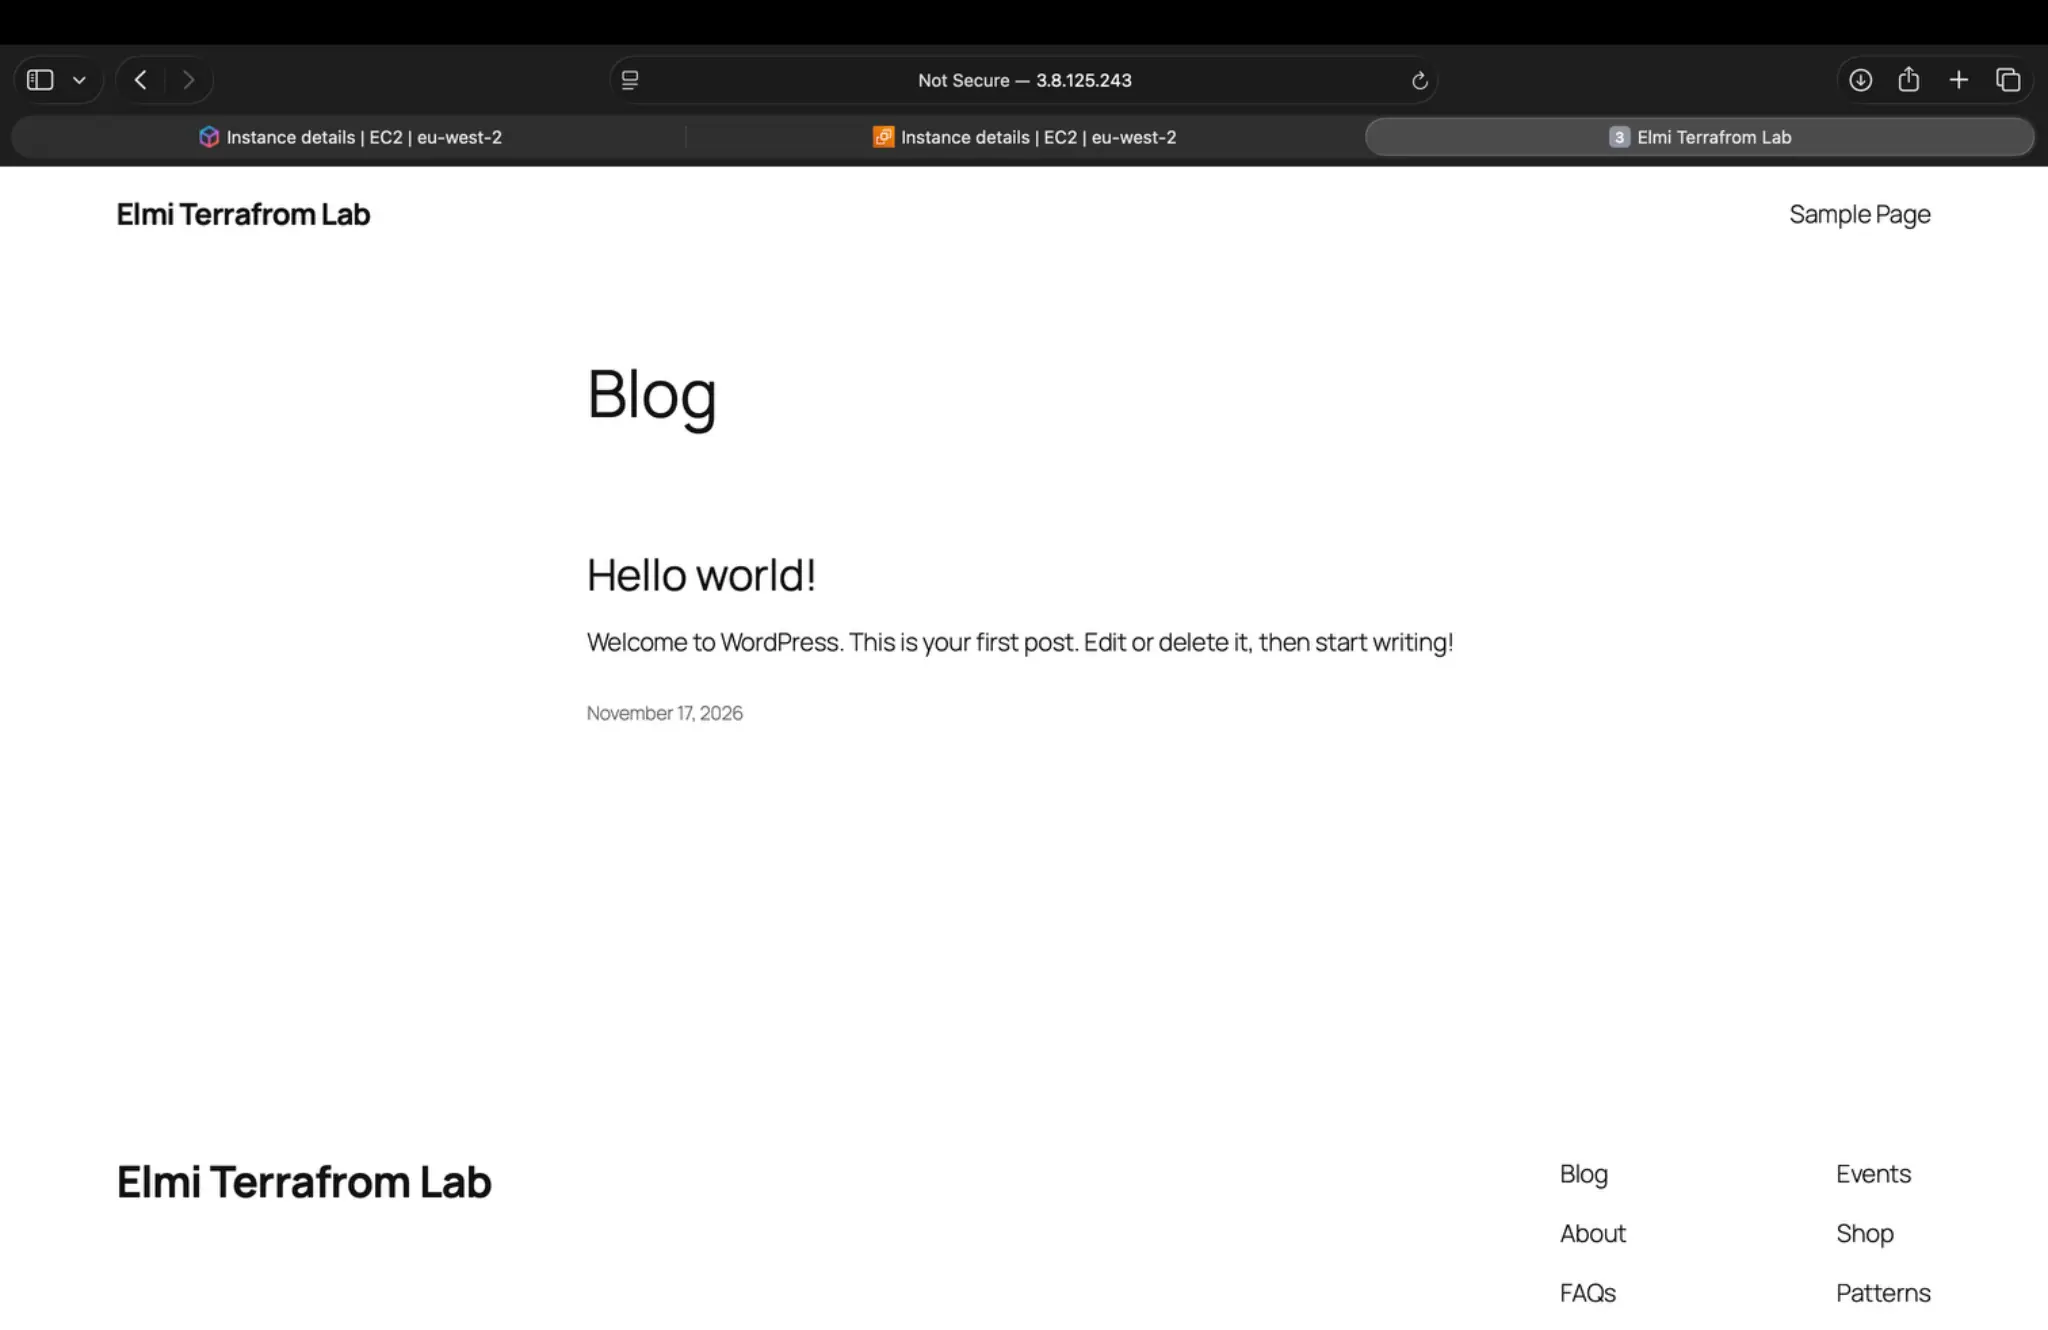 Not Secure — 3.8.125.243
Instance details | EC2 | eu-west-2
Instance details | EC2 | eu-west-2
3 Elmi Terrafrom Lab
Elmi Terrafrom Lab
Sample Page
Blog
Hello world!
Welcome to WordPress. This is your first post. Edit or delete it, then start writing!
November 17, 2026
Elmi Terrafrom Lab
Blog
About
FAQs
Events
Shop
Patterns